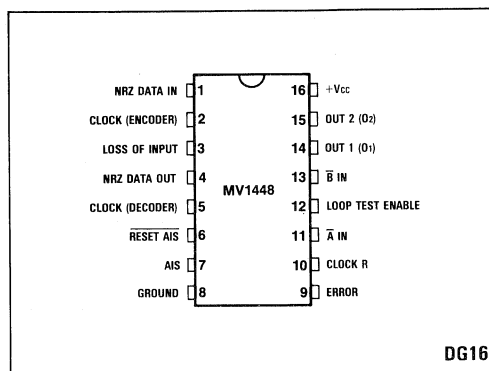 NRZ DATA IN 1 16 +Vcc
CLOCK (ENCODER) 2 15 OUT 2 (O2)
LOSS OF INPUT 3 14 OUT 1 (O1)
NRZ DATA OUT 4 13 B̅ IN
MV1448
CLOCK (DECODER) 5 12 LOOP TEST ENABLE
R̅E̅S̅E̅T̅ A̅I̅S̅ 6 11 A̅ IN
AIS 7 10 CLOCK R
GROUND 8 9 ERROR
DG16